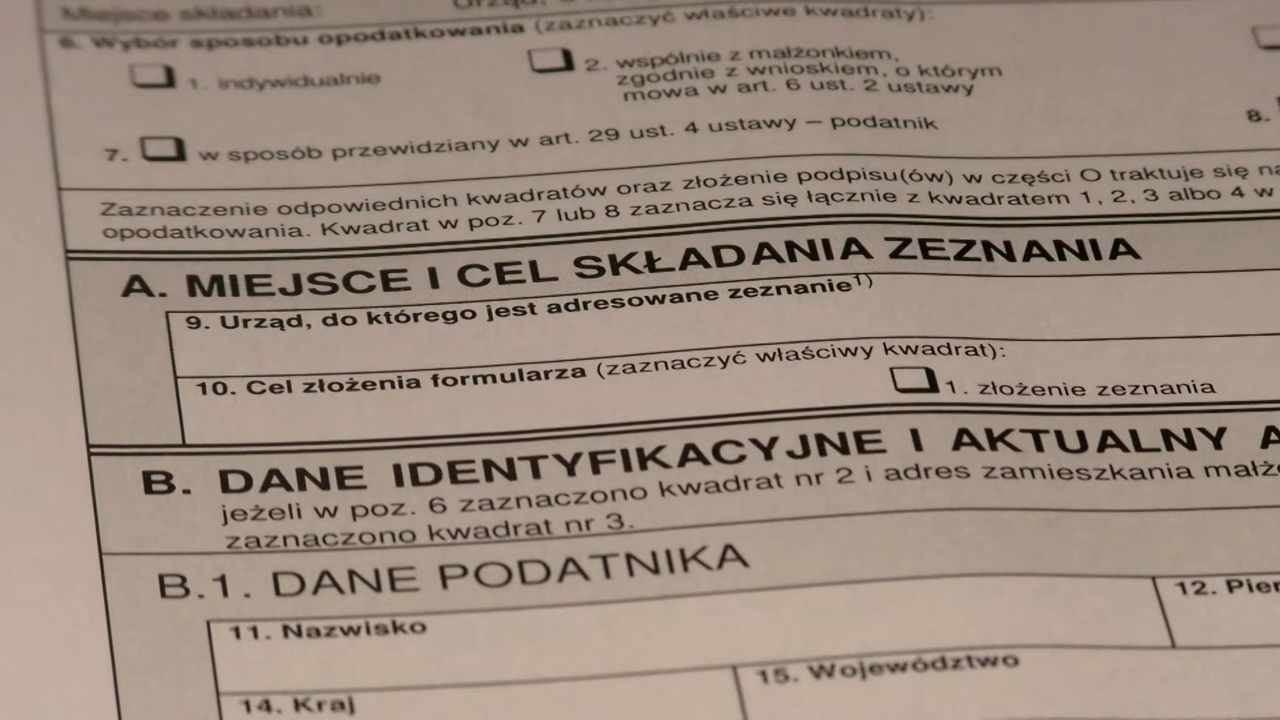 Miejsce składania:
6. Wybór sposobu opodatkowania (zaznaczyć właściwe kwadraty):
1. indywidualnie
2. wspólnie z małżonkiem,
zgodnie z wnioskiem, o którym
mowa w art. 6 ust. 2 ustawy
7. w sposób przewidziany w art. 29 ust. 4 ustawy – podatnik
8.
Zaznaczenie odpowiednich kwadratów oraz złożenie podpisu(ów) w części O traktuje się
opodatkowania. Kwadrat w poz. 7 lub 8 zaznacza się łącznie z kwadratem 1, 2, 3 albo 4 w
A. MIEJSCE I CEL SKŁADANIA ZEZNANIA
9. Urząd, do którego jest adresowane zeznanie1)
10. Cel złożenia formularza (zaznaczyć właściwy kwadrat):
1. złożenie zeznania
B. DANE IDENTYFIKACYJNE I AKTUALNY
jeżeli w poz. 6 zaznaczono kwadrat nr 2 i adres zamieszkania
zaznaczono kwadrat nr 3.
B.1. DANE PODATNIKA
11. Nazwisko
12.
14. Kraj
15. Województwo